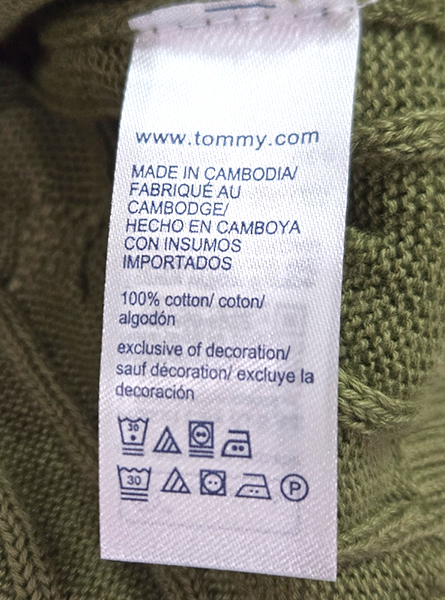 www.tommy.com
MADE IN CAMBODIA/
FABRIQUÉ AU
CAMBODGE/
HECHO EN CAMBOYA
CON INSUMOS
IMPORTADOS
100% cotton/ coton/
algodón
exclusive of decoration/
sauf décoration/ excluye la
decoración
30
30 P